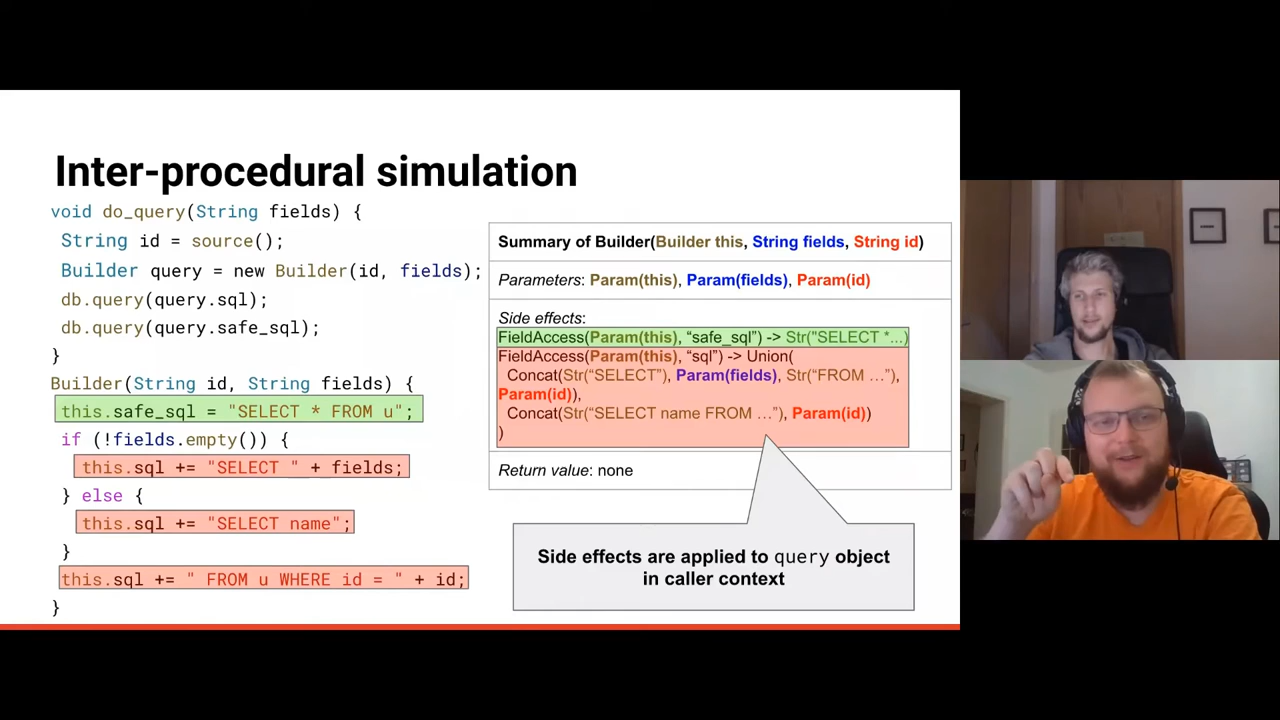 Inter-procedural simulation
void do_query(String fields) {
String id = source();
Builder query = new Builder(id, fields);
db.query(query.sql);
db.query(query.safe_sql);
}
Builder(String id, String fields) {
this.safe_sql = "SELECT * FROM u";
if (!fields.empty()) {
this.sql += "SELECT " + fields;
} else {
this.sql += "SELECT name";
}
this.sql += " FROM u WHERE id = " + id;
}
Summary of Builder(Builder this, String fields, String id)
Parameters: Param(this), Param(fields), Param(id)
Side effects:
FieldAccess(Param(this), “safe_sql”) -> Str("SELECT *...)
FieldAccess(Param(this), “sql”) -> Union(
Concat(Str(“SELECT”), Param(fields), Str(“FROM …”),
Param(id)),
Concat(Str(“SELECT name FROM …”), Param(id))
)
Return value: none
Side effects are applied to query object
in caller context